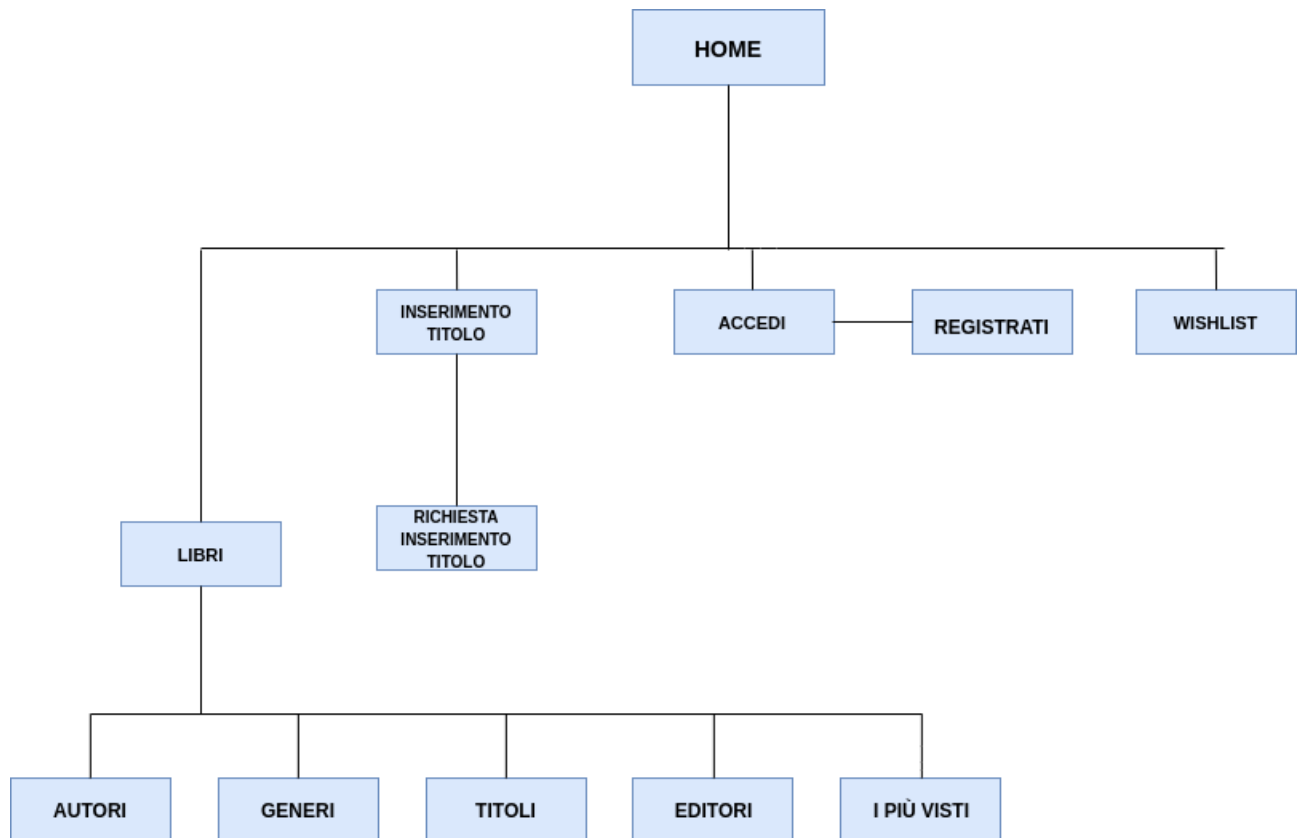 HOME
INSERIMENTO
TITOLO
ACCEDI
REGISTRATI
WISHLIST
RICHIESTA
INSERIMENTO
TITOLO
LIBRI
AUTORI
GENERI
TITOLI
EDITORI
I PIÙ VISTI